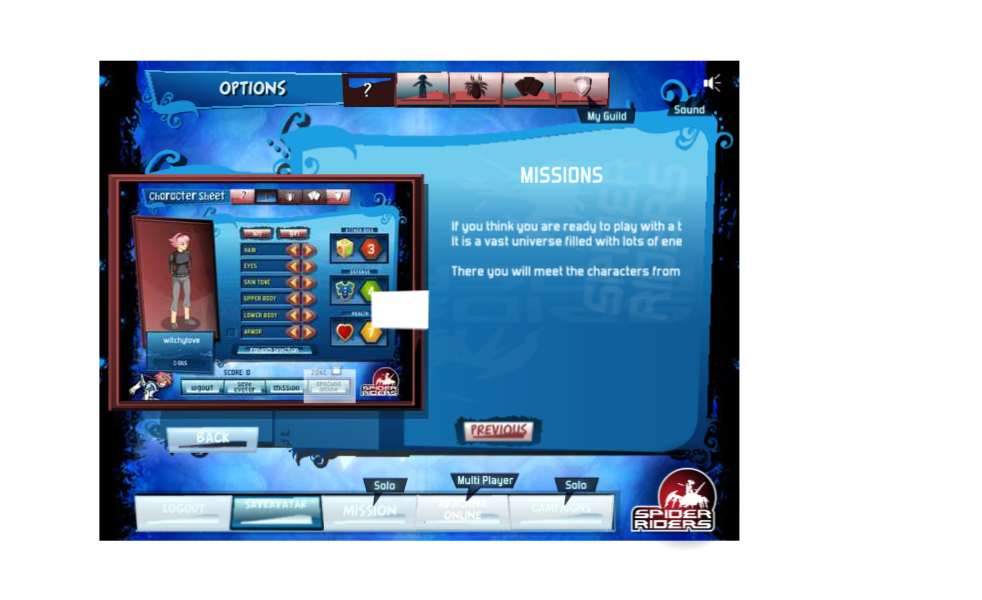 OPTIONS
?
My Guild
Sound
MISSIONS
If you think you are ready to play with a t
It is a vast universe filled with lots of ene
There you will meet the characters from
Character Sheet
?
HAIR
EYES
SKIN TONE
UPPER BODY
LOWER BODY
ARMOR
3
witchylove
SCORE: 0
LOGOUT
SAVE AVATAR
MISSION
SPIDER RIDERS
PREVIOUS
BACK
Solo
Multi Player
Solo
LOGOUT
SAVE AVATAR
MISSION
ARACHNA
ONLINE
CAMPAIGNS
SPIDER
RIDERS